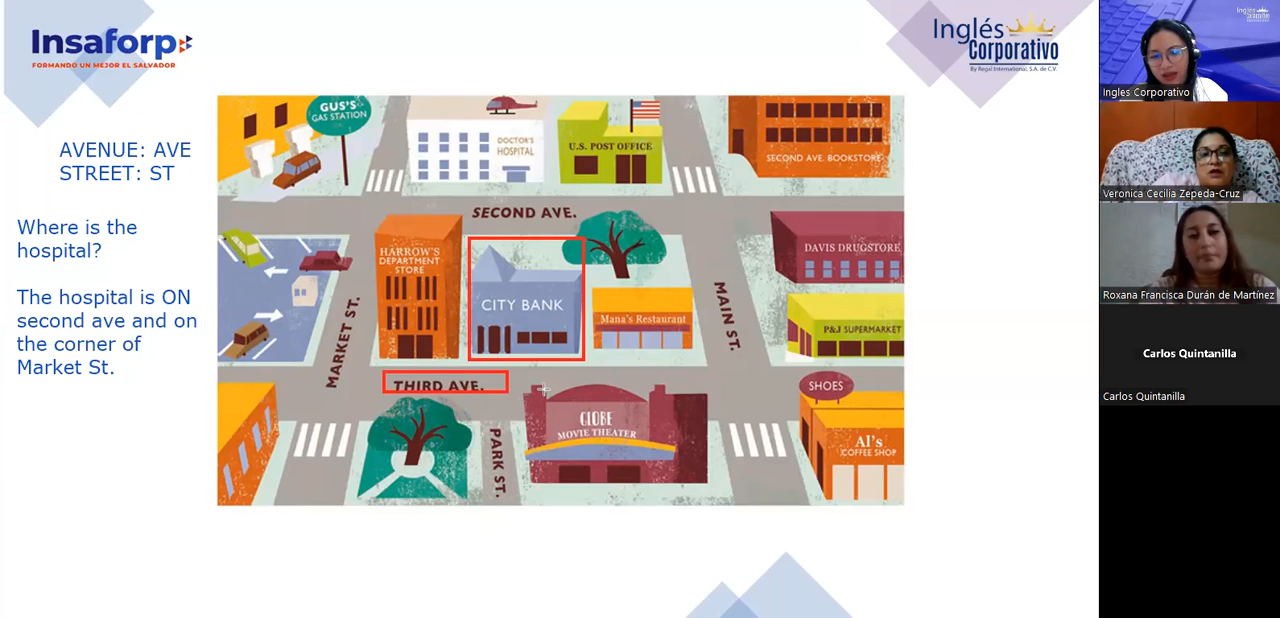 Insaforp
FORMANDO UN MEJOR EL SALVADOR
Inglés
Corporativo
By Regal International, S.A. de C.V.
AVENUE: AVE
STREET: ST
Where is the
hospital?
The hospital is ON
second ave and on
the corner of
Market St.
GUS'S
GAS STATION
DOCTOR'S
HOSPITAL
U.S. POST OFFICE
SECOND AVE. BOOKSTORE
SECOND AVE.
HARROW'S
DEPARTMENT
STORE
CITY BANK
Mana's Restaurant
DAVIS DRUGSTORE
P&J SUPERMARKET
MARKET ST.
MAIN ST.
THIRD AVE.
PARK ST.
GLOBE
MOVIE THEATER
SHOES
Al's
COFFEE SHOP
Ingles Corporativo
Veronica Cecilia Zepeda-Cruz
Roxana Francisca Durán de Martínez
Carlos Quintanilla
Carlos Quintanilla